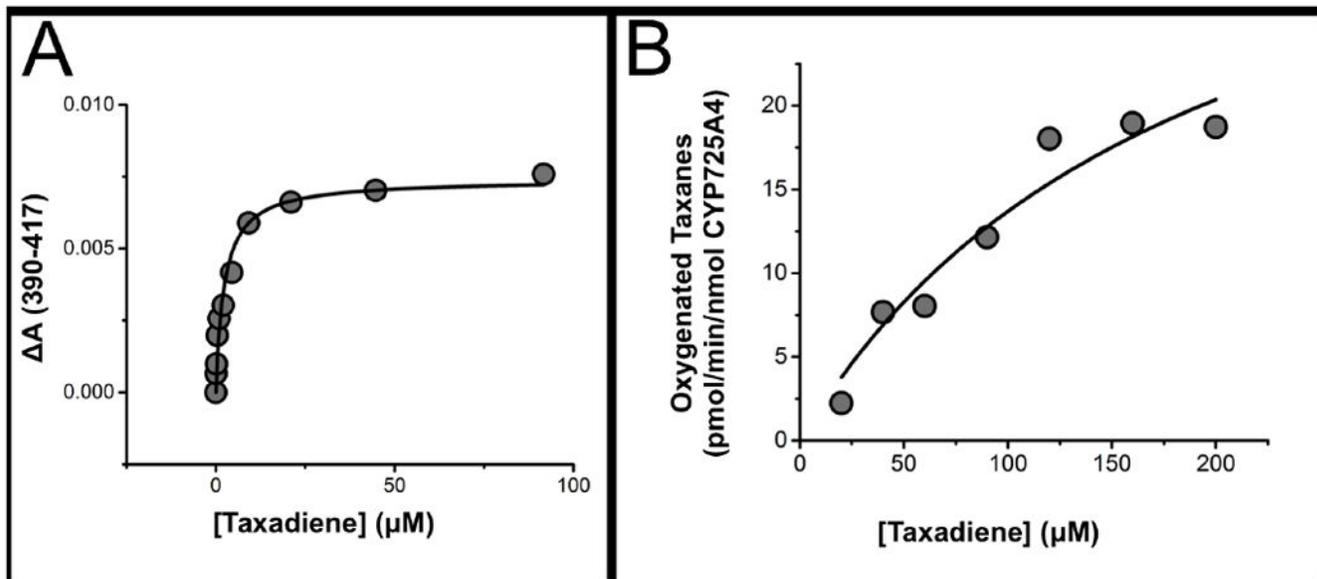 A
0.010
0.005
0.000
ΔA (390-417)
0
50
100
[Taxadiene] (µM)
B
20
15
10
5
0
Oxygenated Taxanes
(pmol/min/nmol CYP725A4)
0
50
100
150
200
[Taxadiene] (µM)